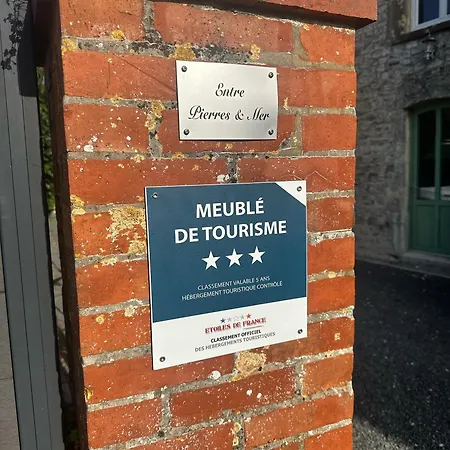 Entre
Pierres & Mer
MEUBLÉ
DE TOURISME
CLASSEMENT VALABLE 5 ANS
HÉBERGEMENT TOURISTIQUE CONTRÔLÉ
ETOILES DE FRANCE
CLASSEMENT OFFICIEL
DES HÉBERGEMENTS TOURISTIQUES